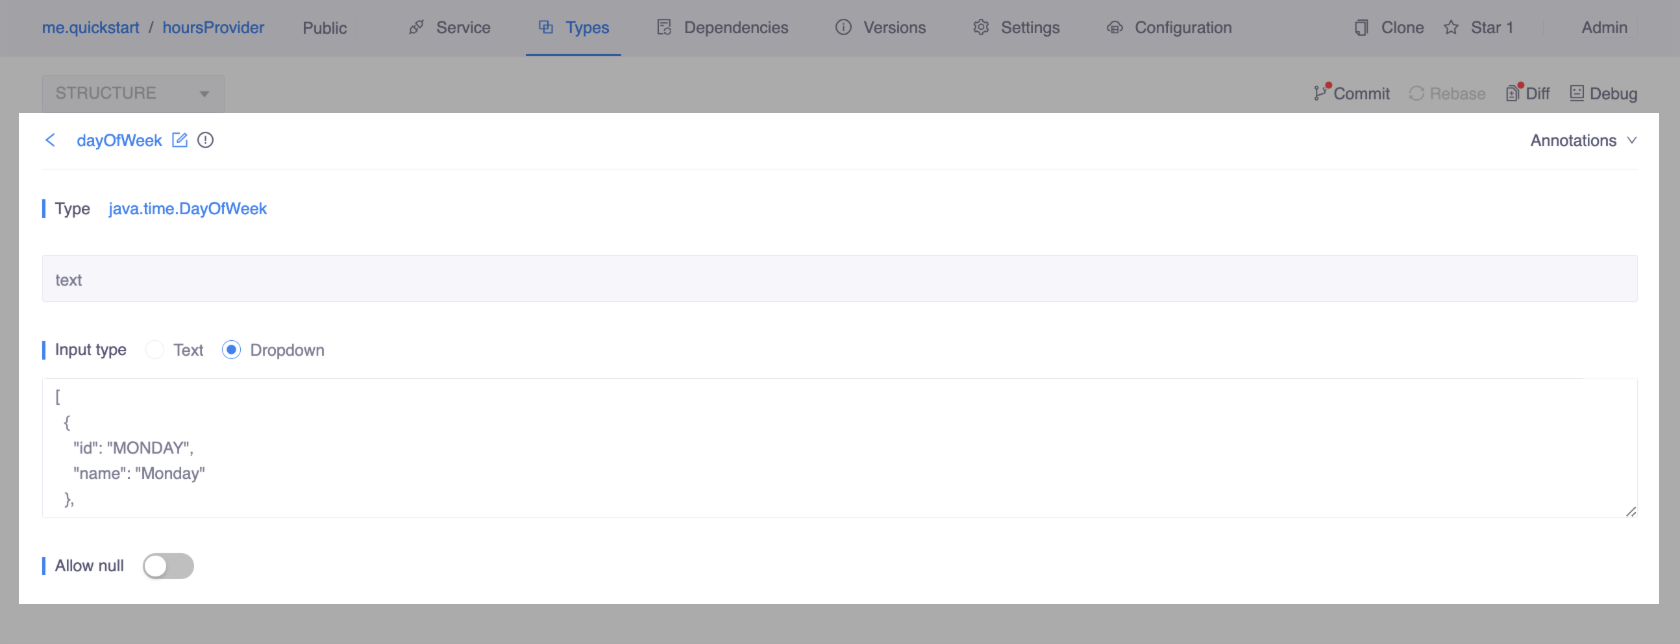 me.quickstart / hoursProvider Public Service Types Dependencies Versions Settings Configuration Clone Star 1 Admin
STRUCTURE Commit Rebase Diff Debug
dayOfWeek Annotations
Type java.time.DayOfWeek
text
Input type Text Dropdown
[
{
"id": "MONDAY",
"name": "Monday"
},
Allow null